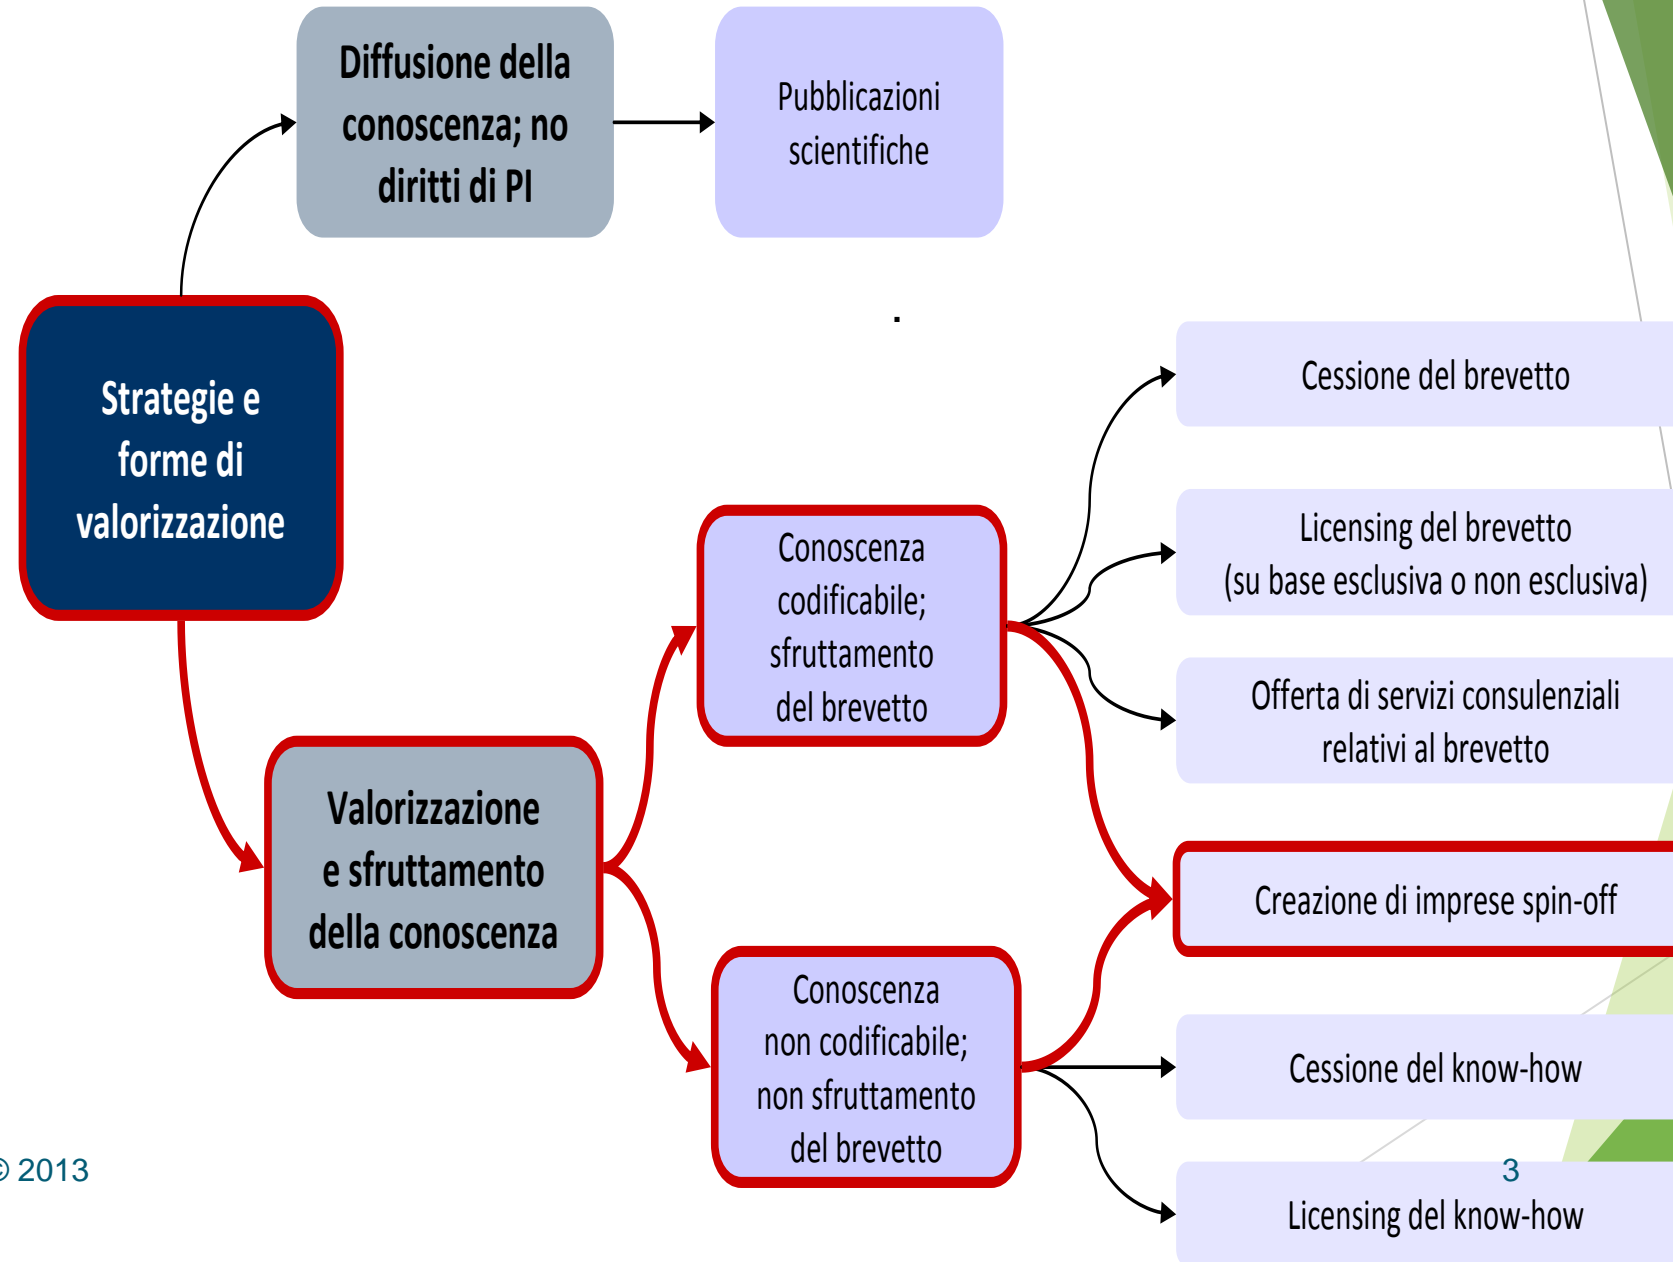 Diffusione della
conoscenza; no
diritti di PI
Pubblicazioni
scientifiche
.
Strategie e
forme di
valorizzazione
Cessione del brevetto
Licensing del brevetto
(su base esclusiva o non esclusiva)
Conoscenza
codificabile;
sfruttamento
del brevetto
Offerta di servizi consulenziali
relativi al brevetto
Valorizzazione
e sfruttamento
della conoscenza
Creazione di imprese spin-off
Conoscenza
non codificabile;
non sfruttamento
del brevetto
Cessione del know-how
Licensing del know-how
© 2013
3